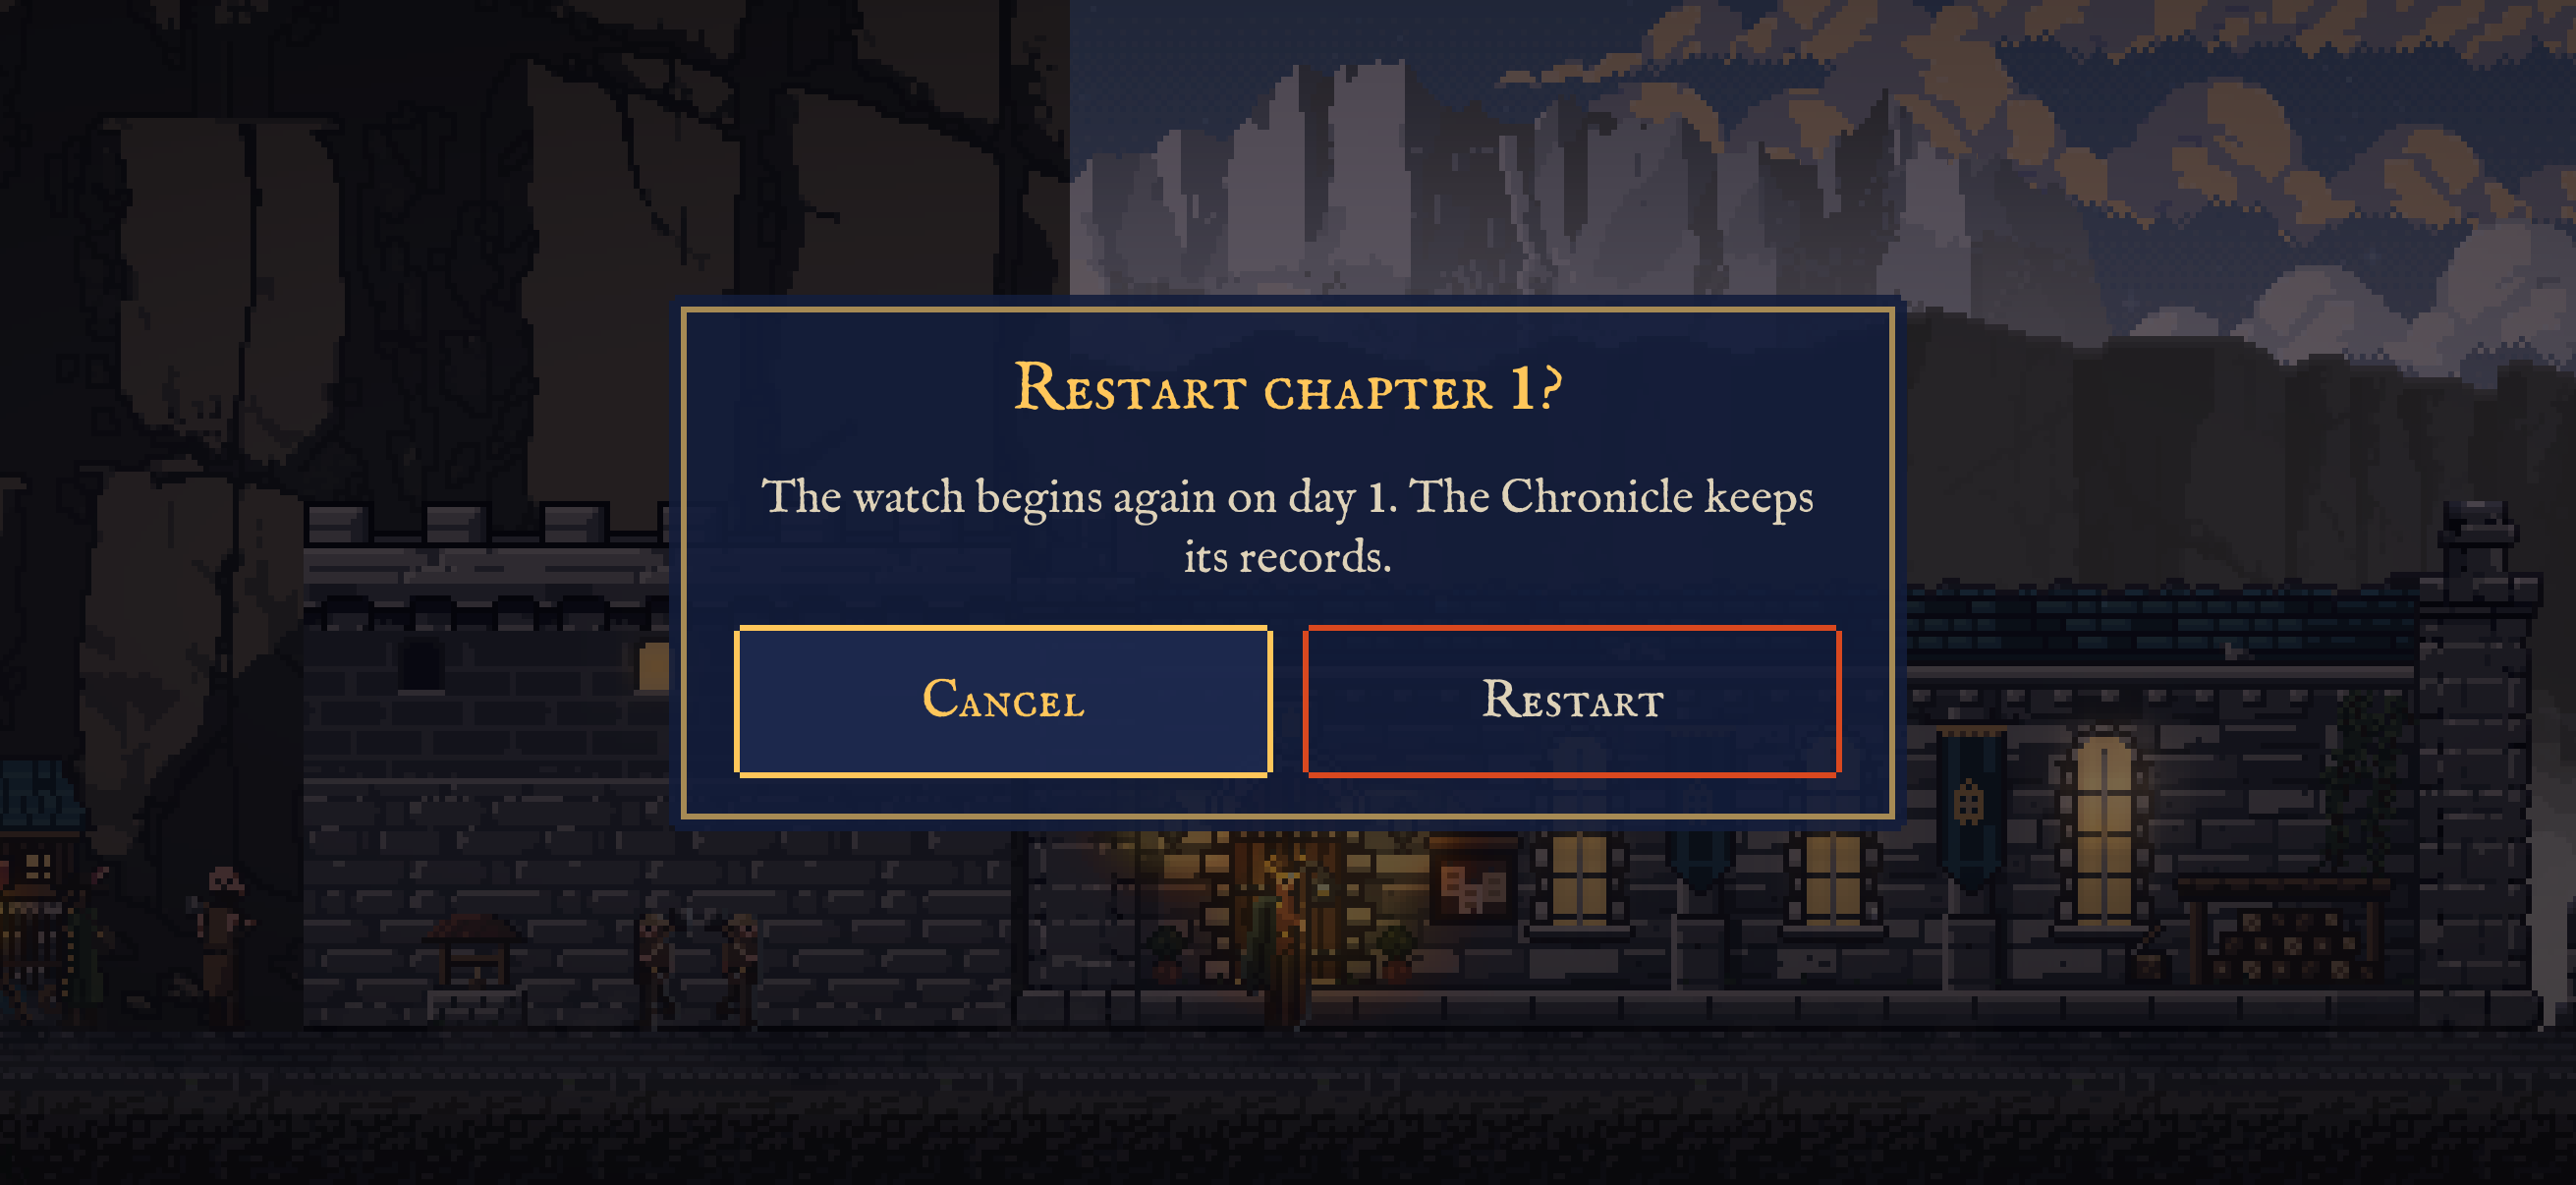 Restart chapter 1?
The watch begins again on day 1. The Chronicle keeps
its records.
Cancel
Restart